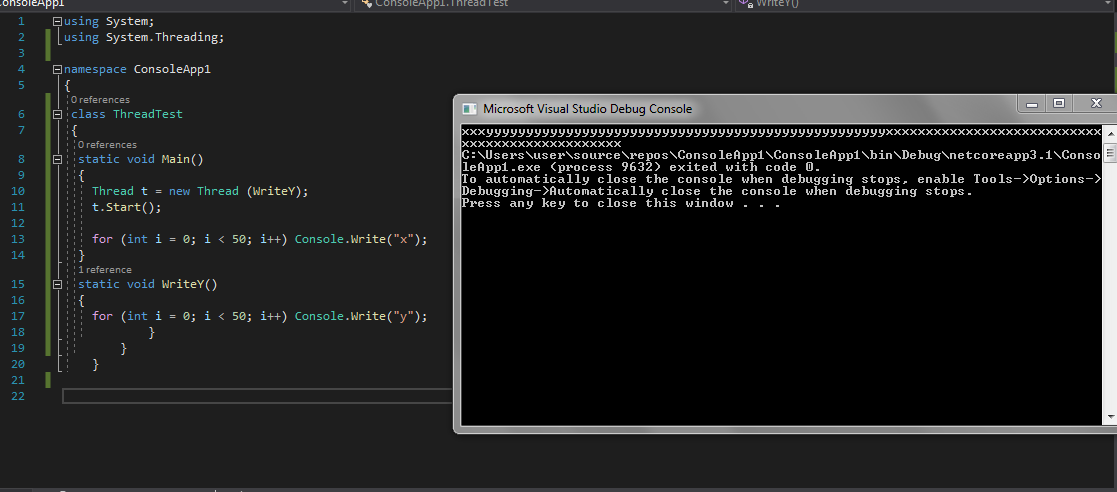 onsoleApp1 ConsoleApp1.ThreadTest WriteY()
1 using System;
2 using System.Threading;
3
4 namespace ConsoleApp1
5 {
0 references
6 class ThreadTest
7 {
0 references
8 static void Main()
9 {
10 Thread t = new Thread (WriteY);
11 t.Start();
12
13 for (int i = 0; i < 50; i++) Console.Write("x");
14 }
1 reference
15 static void WriteY()
16 {
17 for (int i = 0; i < 50; i++) Console.Write("y");
18 }
19 }
20 }
21
22
Microsoft Visual Studio Debug Console
xxxyyyyyyyyyyyyyyyyyyyyyyyyyyyyyyyyyyyyyyyyyyyyyyyyyyxxxxxxxxxxxxxxxxxxxxxxxxxxx
xxxxxxxxxxxxxxxxxxxx
C:\Users\user\source\repos\ConsoleApp1\ConsoleApp1\bin\Debug\netcoreapp3.1\Conso
leApp1.exe (process 9632) exited with code 0.
To automatically close the console when debugging stops, enable Tools->Options->
Debugging->Automatically close the console when debugging stops.
Press any key to close this window . . .